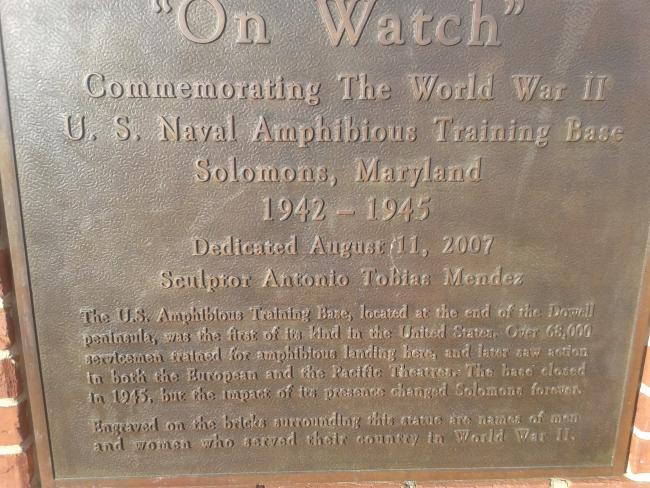 "On Watch"
Commemorating The World War II
U. S. Naval Amphibious Training Base
Solomons, Maryland
1942 – 1945
Dedicated August 11, 2007
Sculptor Antonio Tobias Mendez
The U.S. Amphibious Training Base, located at the end of the Dowell
peninsula, was the first of its kind in the United States. Over 68,000
servicemen trained for amphibious landing here, and later saw action
in both the European and the Pacific Theatres. The base closed
in 1945, but the impact of its presence changed Solomons forever.
Engraved on the bricks surrounding this statue are names of men
and women who served their country in World War II.